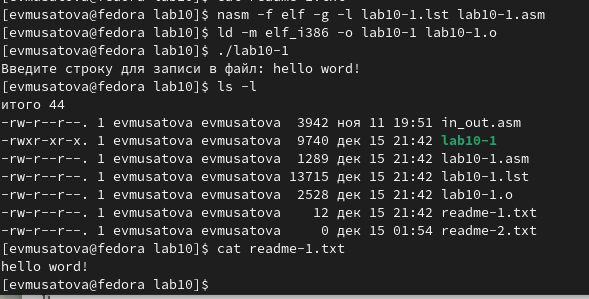 [evmusatova@fedora lab10]$ nasm -f elf -g -l lab10-1.lst lab10-1.asm
[evmusatova@fedora lab10]$ ld -m elf_i386 -o lab10-1 lab10-1.o
[evmusatova@fedora lab10]$ ./lab10-1
Введите строку для записи в файл: hello word!
[evmusatova@fedora lab10]$ ls -l
итого 44
-rw-r--r--. 1 evmusatova evmusatova  3942 ноя 11 19:51 in_out.asm
-rwxr-xr-x. 1 evmusatova evmusatova  9740 дек 15 21:42 lab10-1
-rw-r--r--. 1 evmusatova evmusatova  1289 дек 15 21:42 lab10-1.asm
-rw-r--r--. 1 evmusatova evmusatova 13715 дек 15 21:42 lab10-1.lst
-rw-r--r--. 1 evmusatova evmusatova  2528 дек 15 21:42 lab10-1.o
-rw-r--r--. 1 evmusatova evmusatova    12 дек 15 21:42 readme-1.txt
-rw-r--r--. 1 evmusatova evmusatova     0 дек 15 01:54 readme-2.txt
[evmusatova@fedora lab10]$ cat readme-1.txt
hello word!
[evmusatova@fedora lab10]$